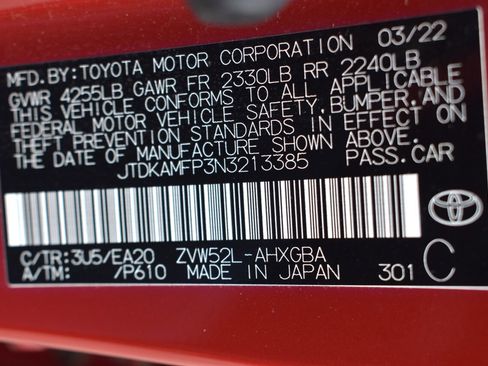 MFD. BY: TOYOTA MOTOR CORPORATION 03/22
GVWR 4255LB GAWR FR 2330LB RR 2240LB
THIS VEHICLE CONFORMS TO ALL APPLICABLE
FEDERAL MOTOR VEHICLE SAFETY, BUMPER, AND
THEFT PREVENTION STANDARDS IN EFFECT ON
THE DATE OF MANUFACTURE SHOWN ABOVE.
JTDKAMFP3N3213385 PASS. CAR
C/TR: 3U5/EA20 ZVW52L-AHXGBA
A/TM: /P610 MADE IN JAPAN 301 C